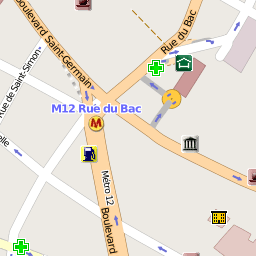 Boulevard Saint-Germain
Rue du Bac
Rue de Saint-Simon
M12 Rue du Bac
M
Métro 12
Boulevard